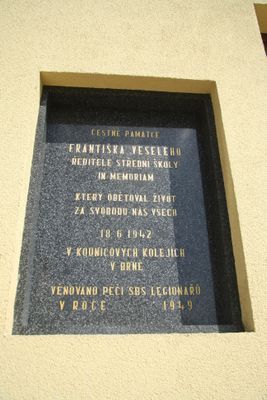 ČESTNÉ PAMÁTCE
FRANTIŠKA VESELÉHO
ŘEDITELE STŘEDNÍ ŠKOLY
IN MEMORIAM
KTERÝ OBĚTOVAL ŽIVOT
ZA SVOBODU NÁS VŠECH
18.6.1942
V KOUNICOVÝCH KOLEJÍCH
V BRNĚ
VĚNOVÁNO PÉČÍ SBS LEGIONÁŘŮ
V ROCE 1949